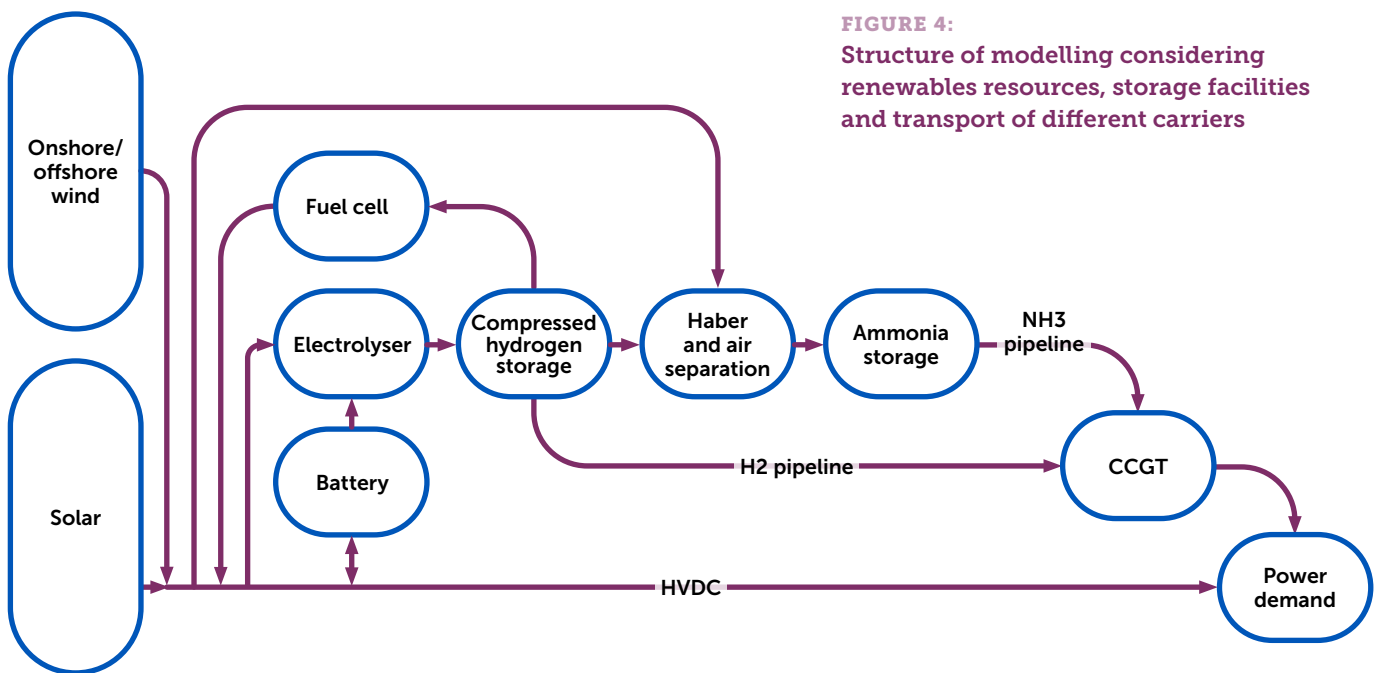 FIGURE 4:
Structure of modelling considering
renewables resources, storage facilities
and transport of different carriers
Onshore/
offshore
wind
Fuel cell
Electrolyser
Compressed
hydrogen
storage
Haber
and air
separation
Ammonia
storage
NH3
pipeline
Battery
H2 pipeline
CCGT
Solar
HVDC
Power
demand